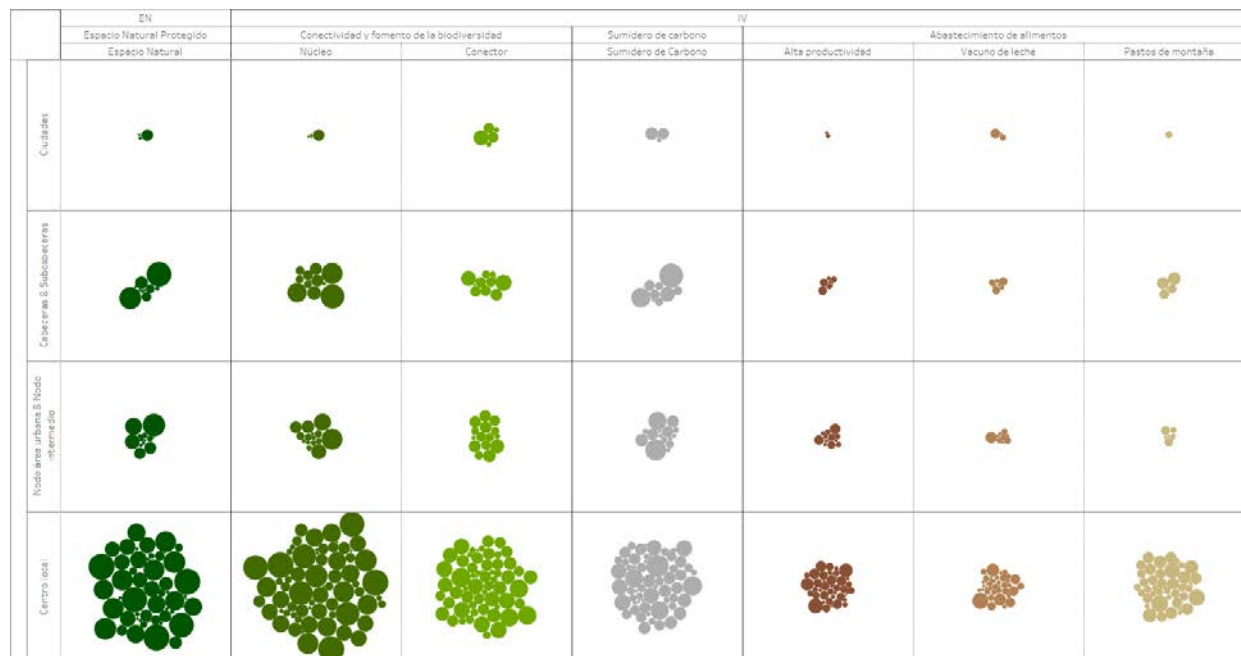 EN
IV
Espacio Natural Protegido
Conectividad y fomento de la biodiversidad
Sumidero de carbono
Abastecimiento de alimentos
Espacio Natural
Núcleo
Conector
Sumidero de Carbono
Alta productividad
Vacuno de leche
Pastos de montaña
Ciudades
Cabeceras & Subcabeceras
Nodo área urbana & Nodo
intermedio
Centro local